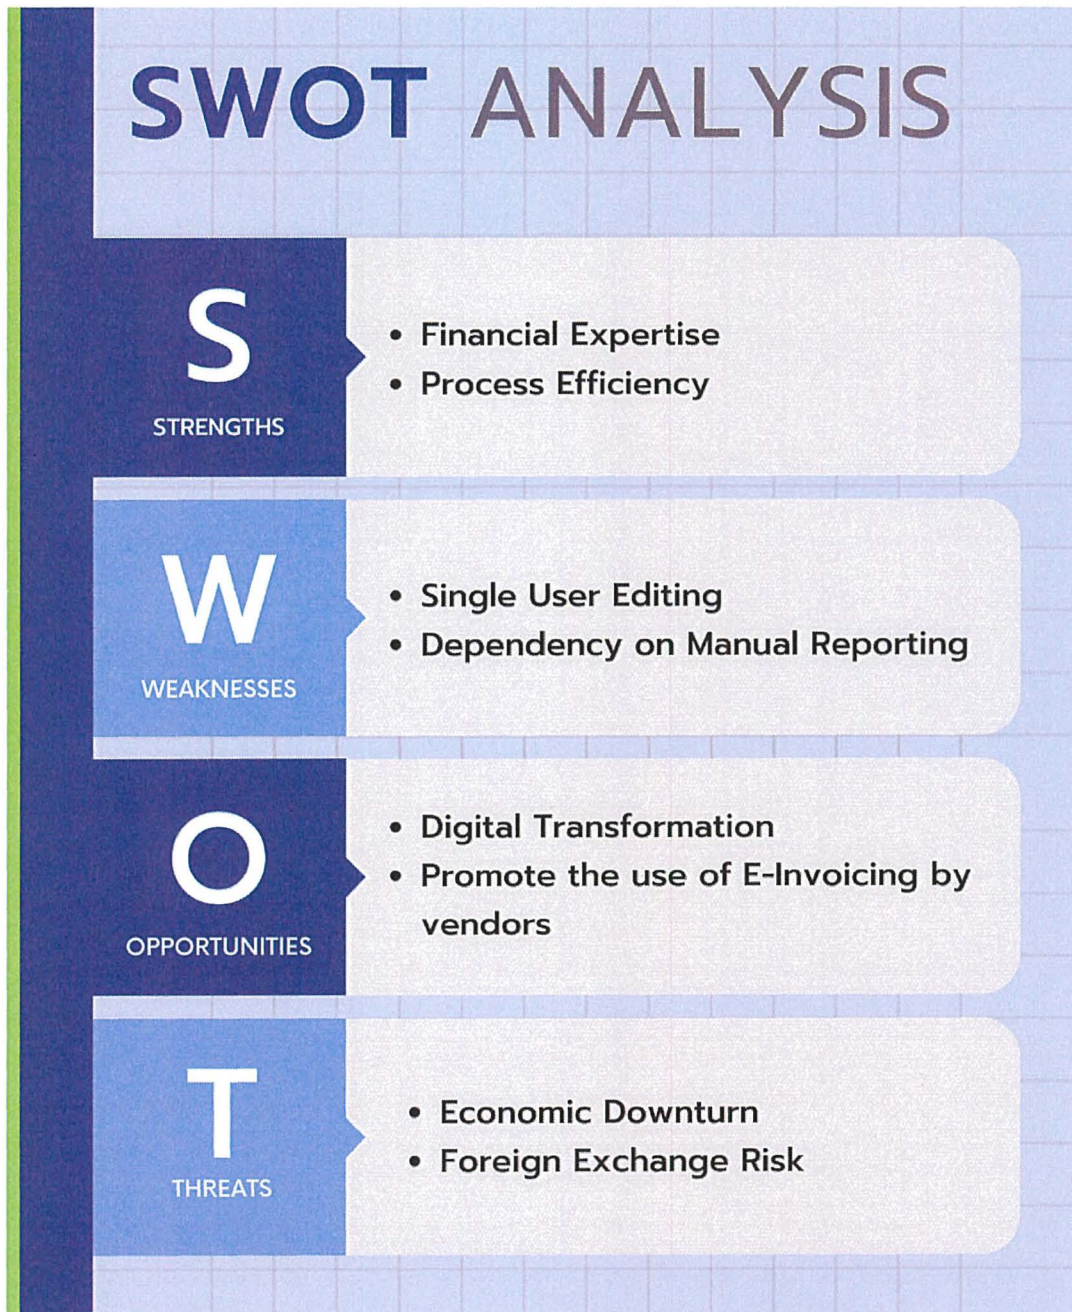 SWOT ANALYSIS
S
STRENGTHS
• Financial Expertise
• Process Efficiency
W
WEAKNESSES
• Single User Editing
• Dependency on Manual Reporting
O
OPPORTUNITIES
• Digital Transformation
• Promote the use of E-Invoicing by
vendors
T
THREATS
• Economic Downturn
• Foreign Exchange Risk